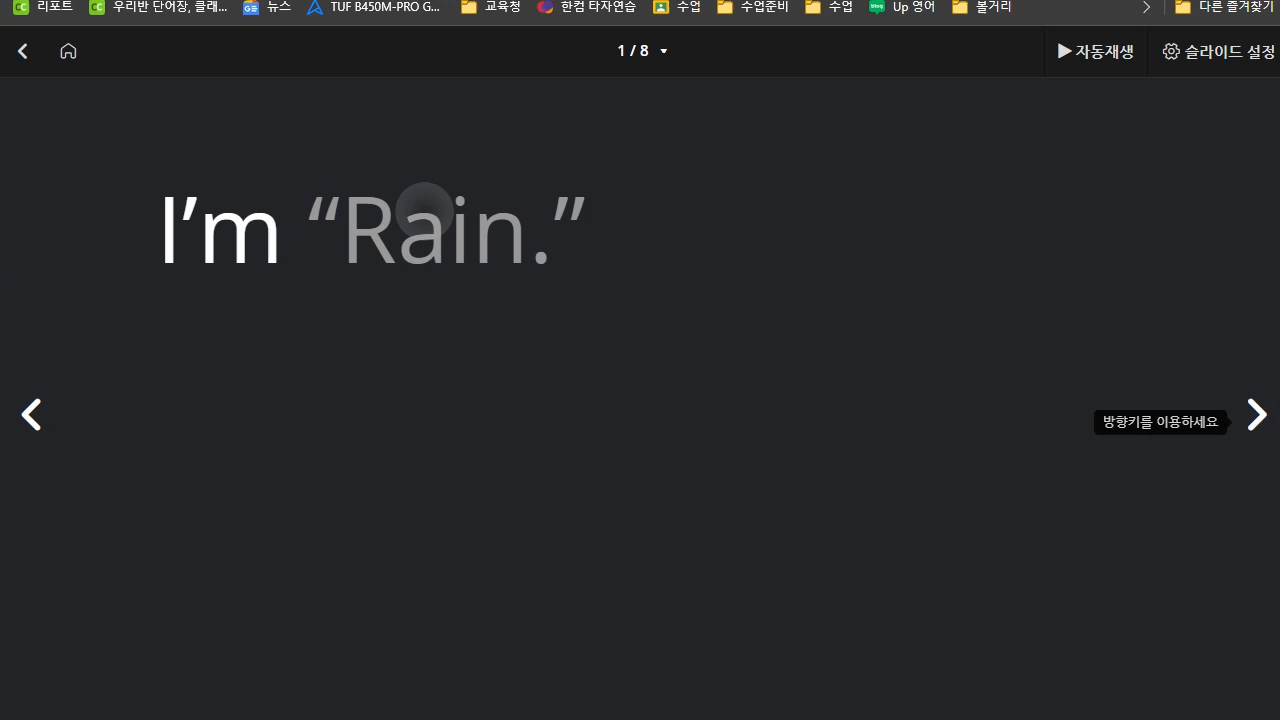 리포트 우리반 단어장, 클래... 뉴스 TUF B450M-PRO G... 교육청 한컴 타자연습 수업 수업준비 수업 Up 영어 볼거리 다른 즐겨찾기
1 / 8 자동재생 슬라이드 설정
I’m “Rain.”
방향키를 이용하세요